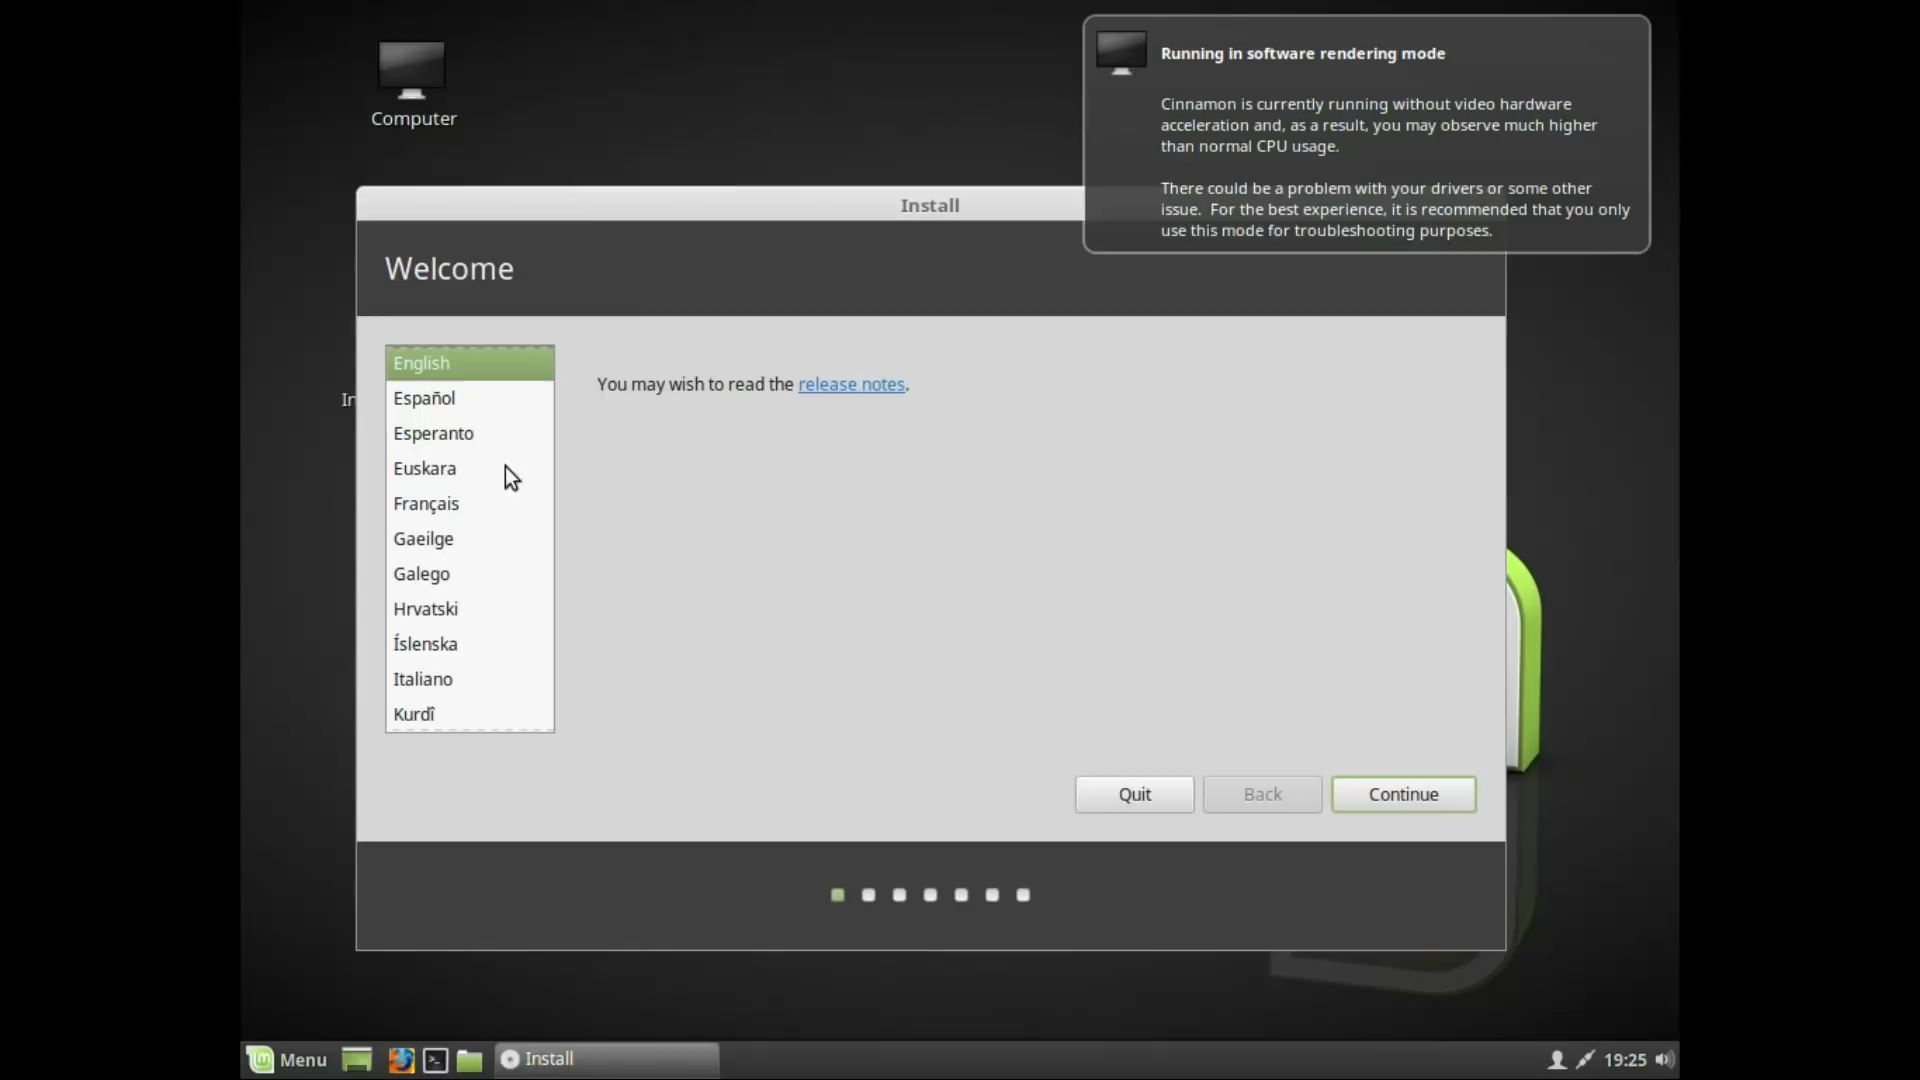 Computer
Running in software rendering mode
Cinnamon is currently running without video hardware
acceleration and, as a result, you may observe much higher
than normal CPU usage.
There could be a problem with your drivers or some other
issue.  For the best experience, it is recommended that you only
use this mode for troubleshooting purposes.
Install
Welcome
English
Español
Esperanto
Euskara
Français
Gaeilge
Galego
Hrvatski
Íslenska
Italiano
Kurdî
You may wish to read the release notes.
In
Quit
Back
Continue
Menu
Install
19:25